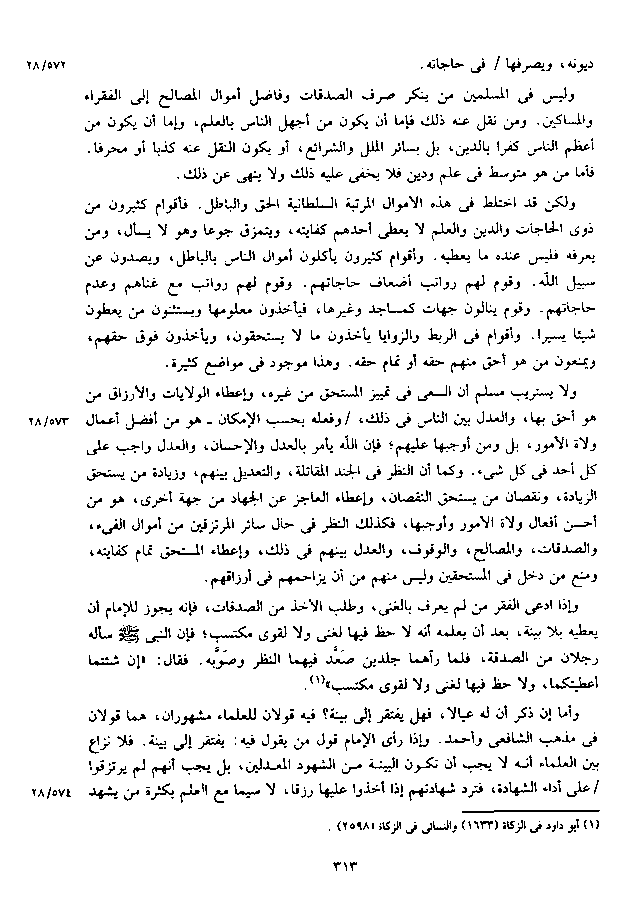 ديونه، ويصرفها / فى حاجاته. ٢٨/٥٧٢
وليس فى المسلمين من ينكر صرف الصدقات وفاضل أموال المصالح إلى الفقراء
والمساكين. ومن نقل عنه ذلك فإما أن يكون من أجهل الناس بالعلم، وإما أن يكون من
أعظم الناس كفرا بالدين، بل بسائر الملل والشرائع، أو يكون النقل عنه كذبا أو محرفا.
فأما من هو متوسط فى علم ودين فلا يخفى عليه ذلك ولا ينهى عن ذلك.
ولكن قد اختلط فى هذه الأموال المرتبة السلطانية الحق والباطل. فأقوام كثيرون من
ذوى الحاجات والدين والعلم لا يعطى أحدهم كفايته، ويتمزق جوعا وهو لا يسأل، ومن
يعرفه فليس عنده ما يعطيه. وأقوام كثيرون يأكلون أموال الناس بالباطل، ويصدون عن
سبيل الله. وقوم لهم رواتب أضعاف حاجاتهم. وقوم لهم رواتب مع غناهم وعدم
حاجاتهم. وقوم ينالون جهات كمساجد وغيرها، فيأخذون معلومها ويستثنون من يعطون
شيئا يسيرا. وأقوام فى الربط والزوايا يأخذون ما لا يستحقون، ويأخذون فوق حقهم،
ويمنعون من هو أحق منهم حقه أو تمام حقه. وهذا موجود فى مواضع كثيرة.
ولا يستريب مسلم أن السعى فى تمييز المستحق من غيره، وإعطاء الولايات والأرزاق من
هو أحق بها، والعدل بين الناس فى ذلك، / وفعله بحسب الإمكان ـ هو من أفضل أعمال ٢٨/٥٧٣
ولاة الأمور، بل ومن أوجبها عليهم؛ فإن الله يأمر بالعدل والإحسان، والعدل واجب على
كل أحد فى كل شىء. وكما أن النظر فى الجند المقاتلة، والتعديل بينهم، وزيادة من يستحق
الزيادة، ونقصان من يستحق النقصان، وإعطاء العاجز عن الجهاد من جهة أخرى، هو من
أحسن أفعال ولاة الأمور وأوجبها، فكذلك النظر فى حال سائر المرتزقين من أموال الفىء،
والصدقات، والمصالح، والوقوف، والعدل بينهم فى ذلك، وإعطاء المستحق تمام كفايته،
ومنع من دخل فى المستحقين وليس منهم من أن يزاحمهم فى أرزاقهم.
وإذا ادعى الفقر من لم يعرف بالغنى، وطلب الأخذ من الصدقات، فإنه يجوز للإمام أن
يعطيه بلا بينة، بعد أن يعلمه أنه لا حظ فيها لغنى ولا لقوى مكتسب؛ فإن النبى ﷺ سأله
رجلان من الصدقة، فلما رآهما جلدين صَعَّد فيهما النظر وصَوَّبه. فقال: «إن شئتما
أعطيتكما، ولا حظ فيها لغنى ولا لقوى مكتسب»(١).
وأما إن ذكر أن له عيالا، فهل يفتقر إلى بينة؟ فيه قولان للعلماء مشهوران، هما قولان
فى مذهب الشافعى وأحمد. وإذا رأى الإمام قول من يقول فيه: يفتقر إلى بينة. فلا نزاع
بين العلماء أنه لا يجب أن تكون البينة من الشهود المعدلين، بل يجب أنهم لم يرتزقوا
/ على أداء الشهادة، فترد شهادتهم إذا أخذوا عليها رزقا، لا سيما مع العلم بكثرة من يشهد ٢٨/٥٧٤
(١) أبو داود فى الزكاة (١٦٣٣) والنسائى فى الزكاة (٢٥٩٨) .
٣١٣